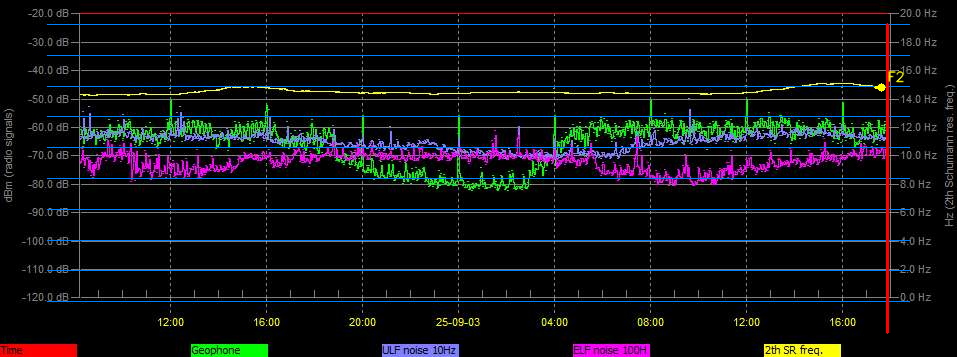 -20.0 dB 20.0 Hz
-30.0 dB 18.0 Hz
-40.0 dB 16.0 Hz
F2
-50.0 dB 14.0 Hz
-60.0 dB 12.0 Hz
-70.0 dB 10.0 Hz
-80.0 dB 8.0 Hz
-90.0 dB 6.0 Hz
-100.0 dB 4.0 Hz
-110.0 dB 2.0 Hz
-120.0 dB 0.0 Hz
dBm (radio signals)
Hz (2th Schumann res. freq.)
12:00 16:00 20:00 25-09-03 04:00 08:00 12:00 16:00
Time Geophone ULF noise 10Hz ELF noise 100H 2th SR freq.